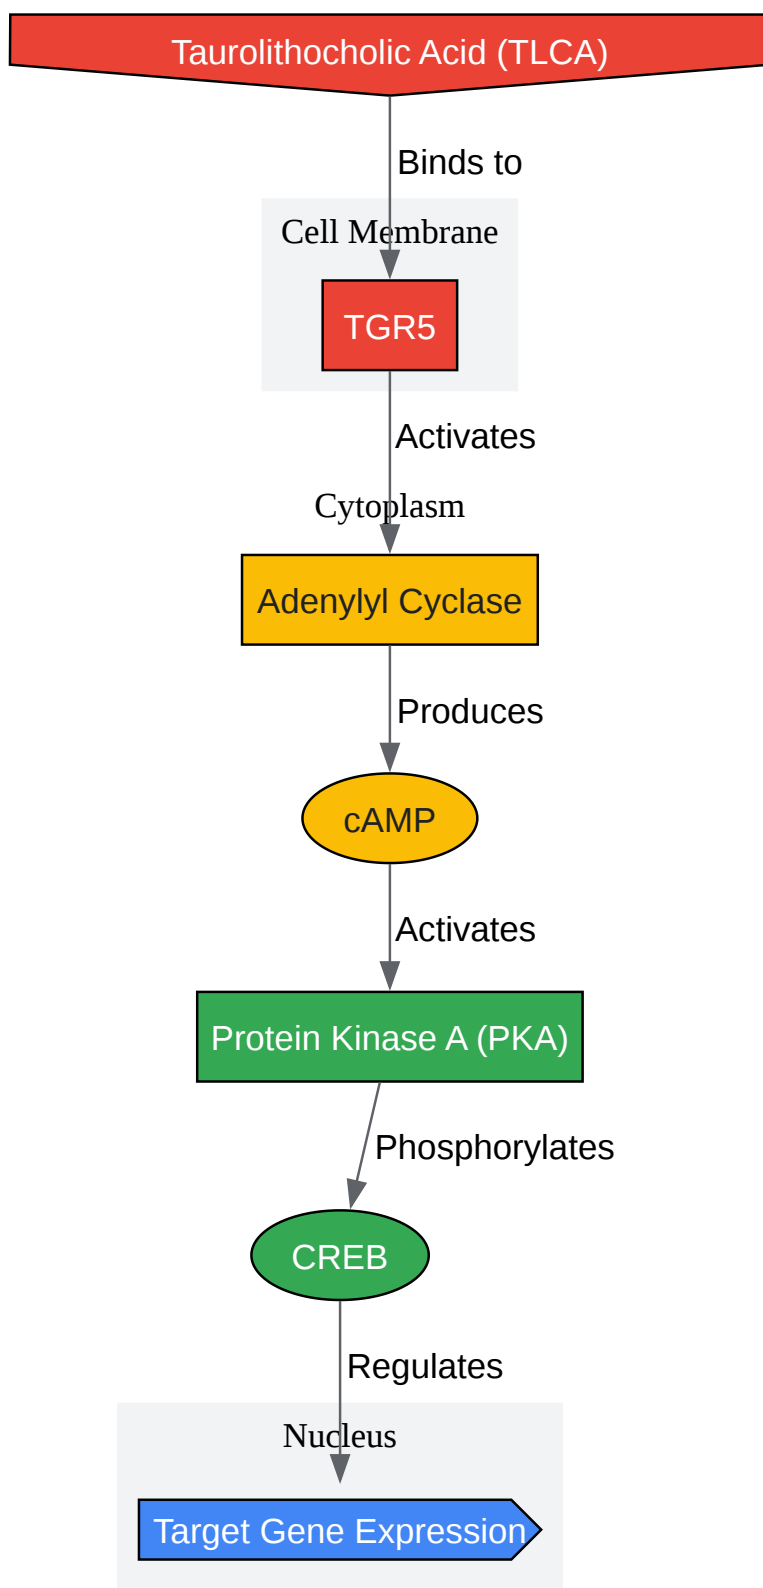 Taurolithocholic Acid (TLCA)
Binds to
Cell Membrane
TGR5
Activates
Cytoplasm
Adenylyl Cyclase
Produces
cAMP
Activates
Protein Kinase A (PKA)
Phosphorylates
CREB
Regulates
Nucleus
Target Gene Expression